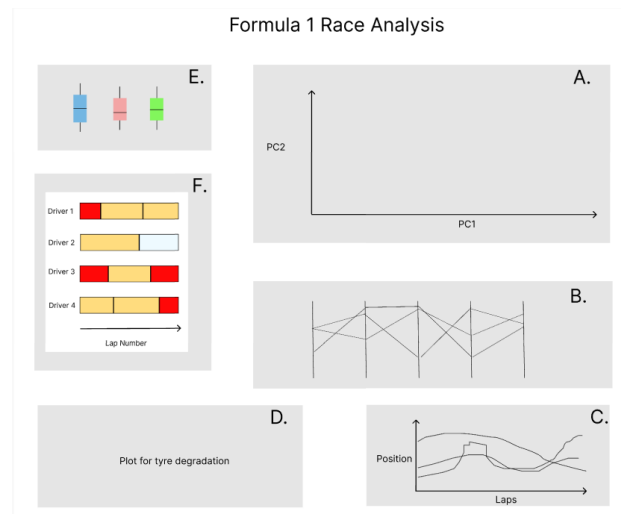 Formula 1 Race Analysis
E.
A.
PC2
PC1
F.
Driver 1
Driver 2
Driver 3
Driver 4
Lap Number
B.
D.
Plot for tyre degradation
C.
Position
Laps